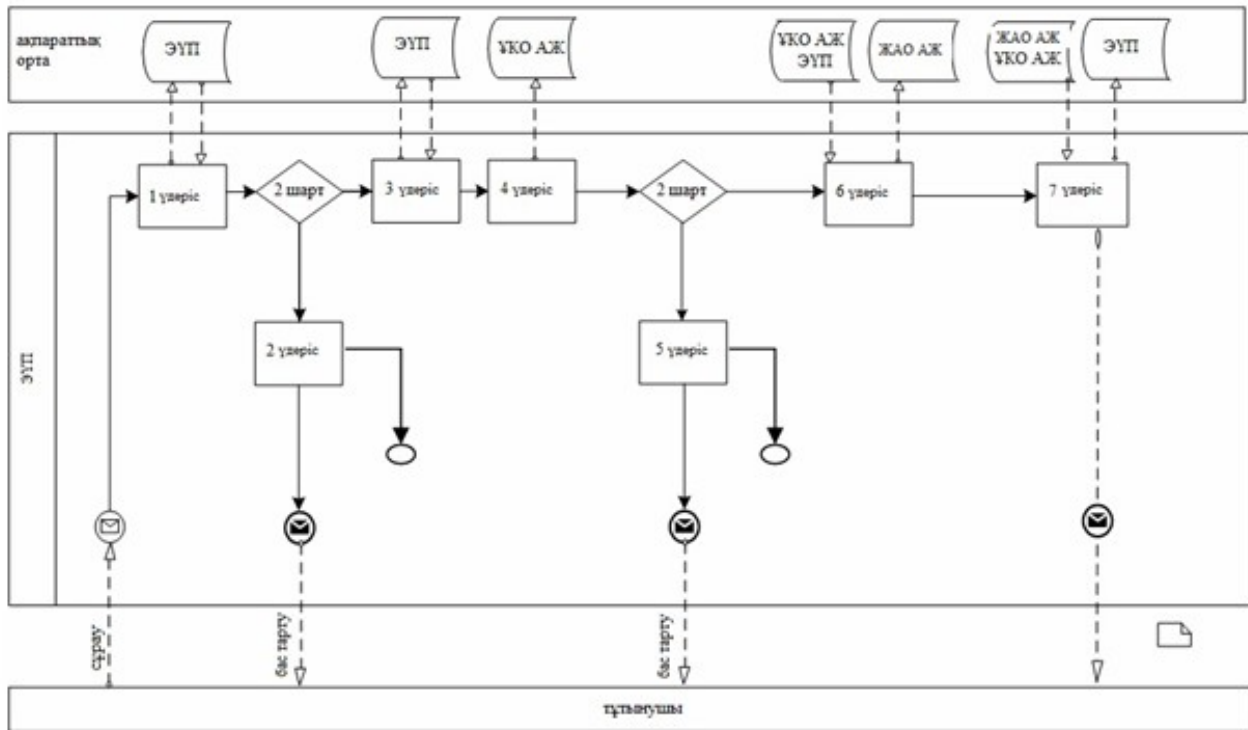 ақпараттық
орта
ЭҮП
ЭҮП
ҰКО АЖ
ҰКО АЖ
ЭҮП
ЖАО АЖ
ЖАО АЖ
ҰКО АЖ
ЭҮП
ЭҮП
1 үдеріс
2 шарт
3 үдеріс
4 үдеріс
2 шарт
6 үдеріс
7 үдеріс
2 үдеріс
5 үдеріс
сұрау
бас тарту
бас тарту
тұтынушы